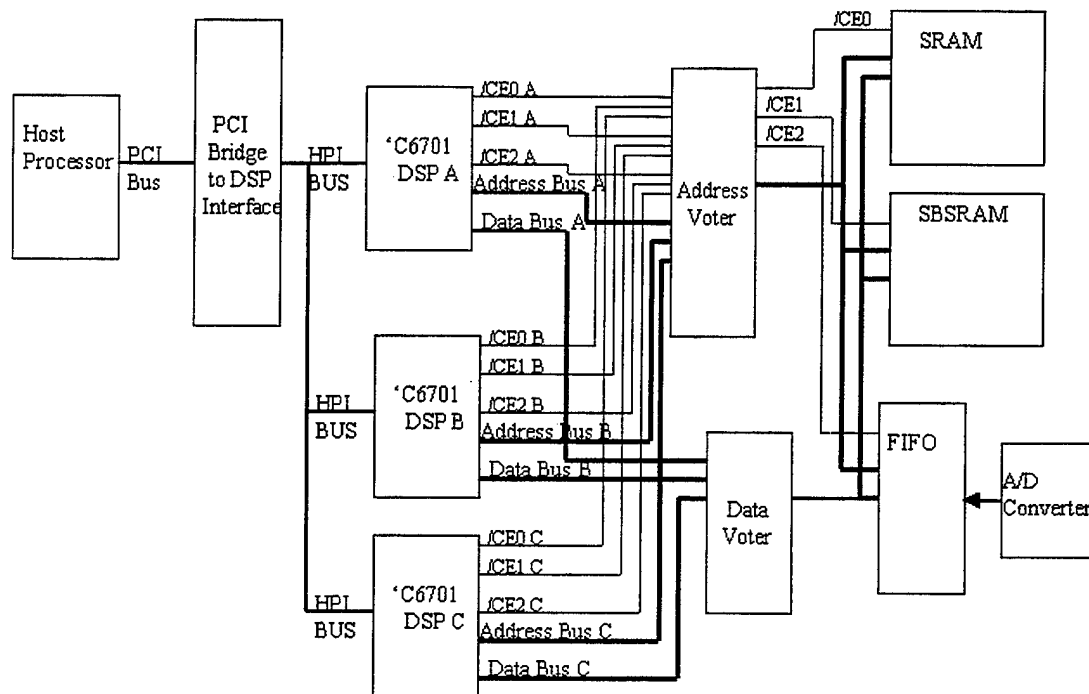 Host
Processor
PCI
Bus
PCI
Bridge
to DSP
Interface
HPI
BUS
‘C6701
DSP A
/CE0 A
/CE1 A
/CE2 A
Address Bus A
Data Bus A
HPI
BUS
‘C6701
DSP B
/CE0 B
/CE1 B
/CE2 B
Address Bus B
Data Bus B
HPI
BUS
‘C6701
DSP C
/CE0 C
/CE1 C
/CE2 C
Address Bus C
Data Bus C
Address
Voter
Data
Voter
/CE0
/CE1
/CE2
SRAM
SBSRAM
FIFO
A/D
Converter